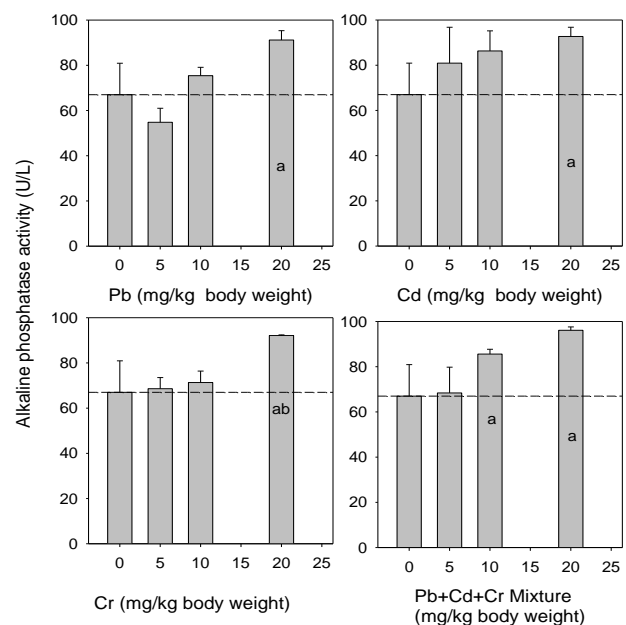 Alkaline phosphatase activity (U/L)
100
80
60
40
20
0
a
0 5 10 15 20 25
Pb (mg/kg body weight)
100
80
60
40
20
0
a
0 5 10 15 20 25
Cd (mg/kg body weight)
100
80
60
40
20
0
ab
0 5 10 15 20 25
Cr (mg/kg body weight)
100
80
60
40
20
0
a
a
0 5 10 15 20 25
Pb+Cd+Cr Mixture
(mg/kg body weight)